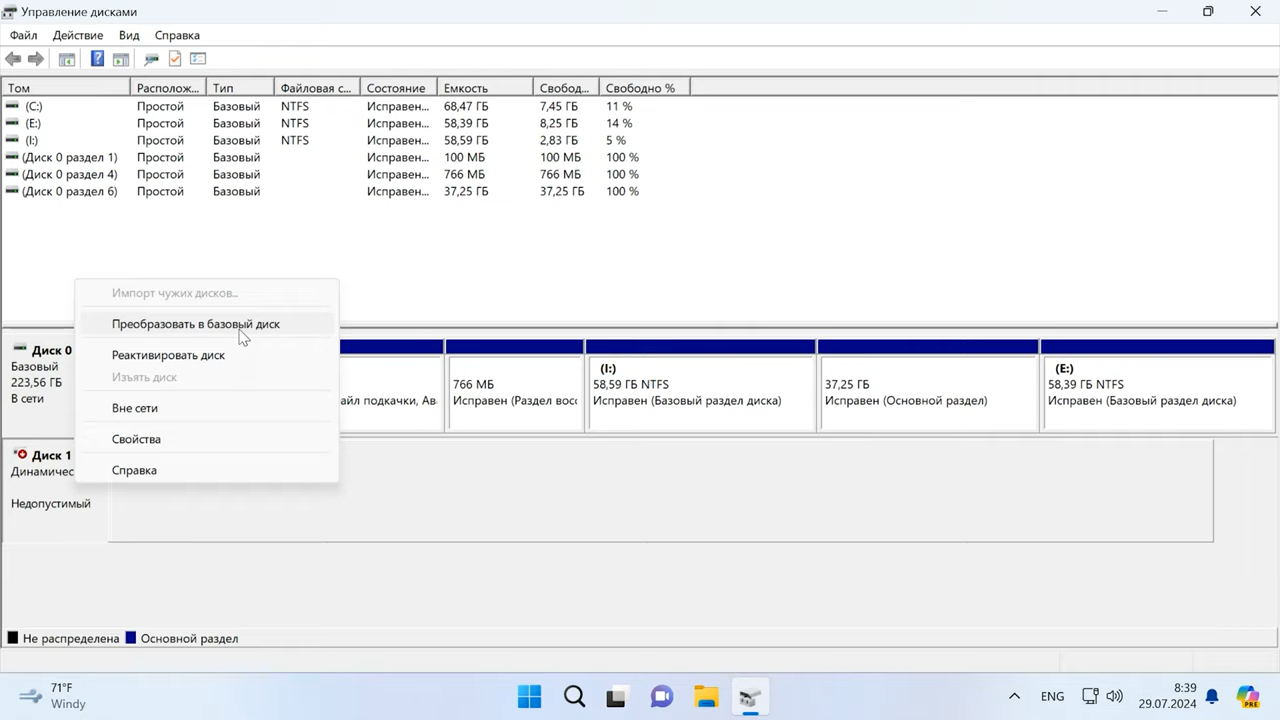 Управление дисками
Файл Действие Вид Справка
Том Располож... Тип Файловая с... Состояние Емкость Свобод... Свободно %
(C:) Простой Базовый NTFS Исправен... 68,47 ГБ 7,45 ГБ 11 %
(E:) Простой Базовый NTFS Исправен... 58,39 ГБ 8,25 ГБ 14 %
(I:) Простой Базовый NTFS Исправен... 58,59 ГБ 2,83 ГБ 5 %
(Диск 0 раздел 1) Простой Базовый Исправен... 100 МБ 100 МБ 100 %
(Диск 0 раздел 4) Простой Базовый Исправен... 766 МБ 766 МБ 100 %
(Диск 0 раздел 6) Простой Базовый Исправен... 37,25 ГБ 37,25 ГБ 100 %
Импорт чужих дисков...
Преобразовать в базовый диск
Реактивировать диск
Изъять диск
Вне сети
Свойства
Справка
Диск 0
Базовый
223,56 ГБ
В сети
айл подкачки, Ав
766 МБ
Исправен (Раздел восс
(I:)
58,59 ГБ NTFS
Исправен (Базовый раздел диска)
37,25 ГБ
Исправен (Основной раздел)
(E:)
58,39 ГБ NTFS
Исправен (Базовый раздел диска)
Диск 1
Динамичес
Недопустимый
Не распределена Основной раздел
71°F
Windy
ENG
8:39
29.07.2024
PRE